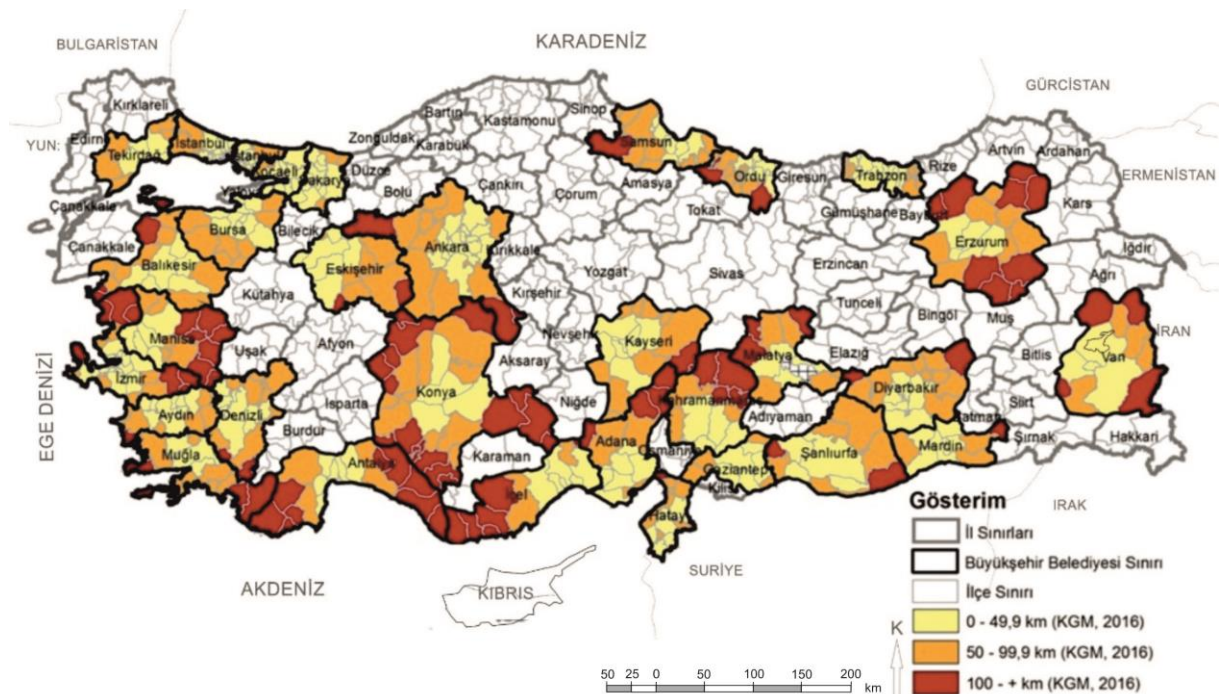 BULGARİSTAN
KARADENİZ
GÜRCİSTAN
Kırklareli
Edirn
YUN:
Tekirdağ
İstanbul
İstanbul
Kocaeli
Yalova
Sakarya
Düzce
Zonguldak
Bartın
Karabük
Kastamonu
Sinop
Samsun
Ordu
Giresun
Trabzon
Rize
Artvin
Ardahan
ERMENİSTAN
Kars
Çanakkale
Çanakkale
Bursa
Bilecik
Bolu
Çankırı
Çorum
Amasya
Tokat
Gümüşhane
Bayburt
Erzurum
Iğdır
Ağrı
Balıkesir
Kütahya
Eskişehir
Ankara
Kırıkkale
Yozgat
Sivas
Erzincan
Tunceli
Bingöl
Muş
İRAN
EGE DENİZİ
Manisa
Uşak
Afyon
Kırşehir
Nevşehir
Aksaray
Kayseri
Malatya
Elazığ
Bitlis
Van
İzmir
Aydın
Denizli
Isparta
Konya
Niğde
Kahramanmaraş
Adıyaman
Diyarbakır
Batman
Siirt
Şırnak
Hakkari
Muğla
Burdur
Antalya
Karaman
İçel
Adana
Osmaniye
Gaziantep
Kilis
Şanlıurfa
Mardin
Hatay
IRAK
SURİYE
AKDENİZ
KIBRIS
Gösterim
İl Sınırları
Büyükşehir Belediyesi Sınırı
İlçe Sınırı
0 - 49,9 km (KGM, 2016)
50 - 99,9 km (KGM, 2016)
100 - + km (KGM, 2016)
K
50 25 0 50 100 150 200
km